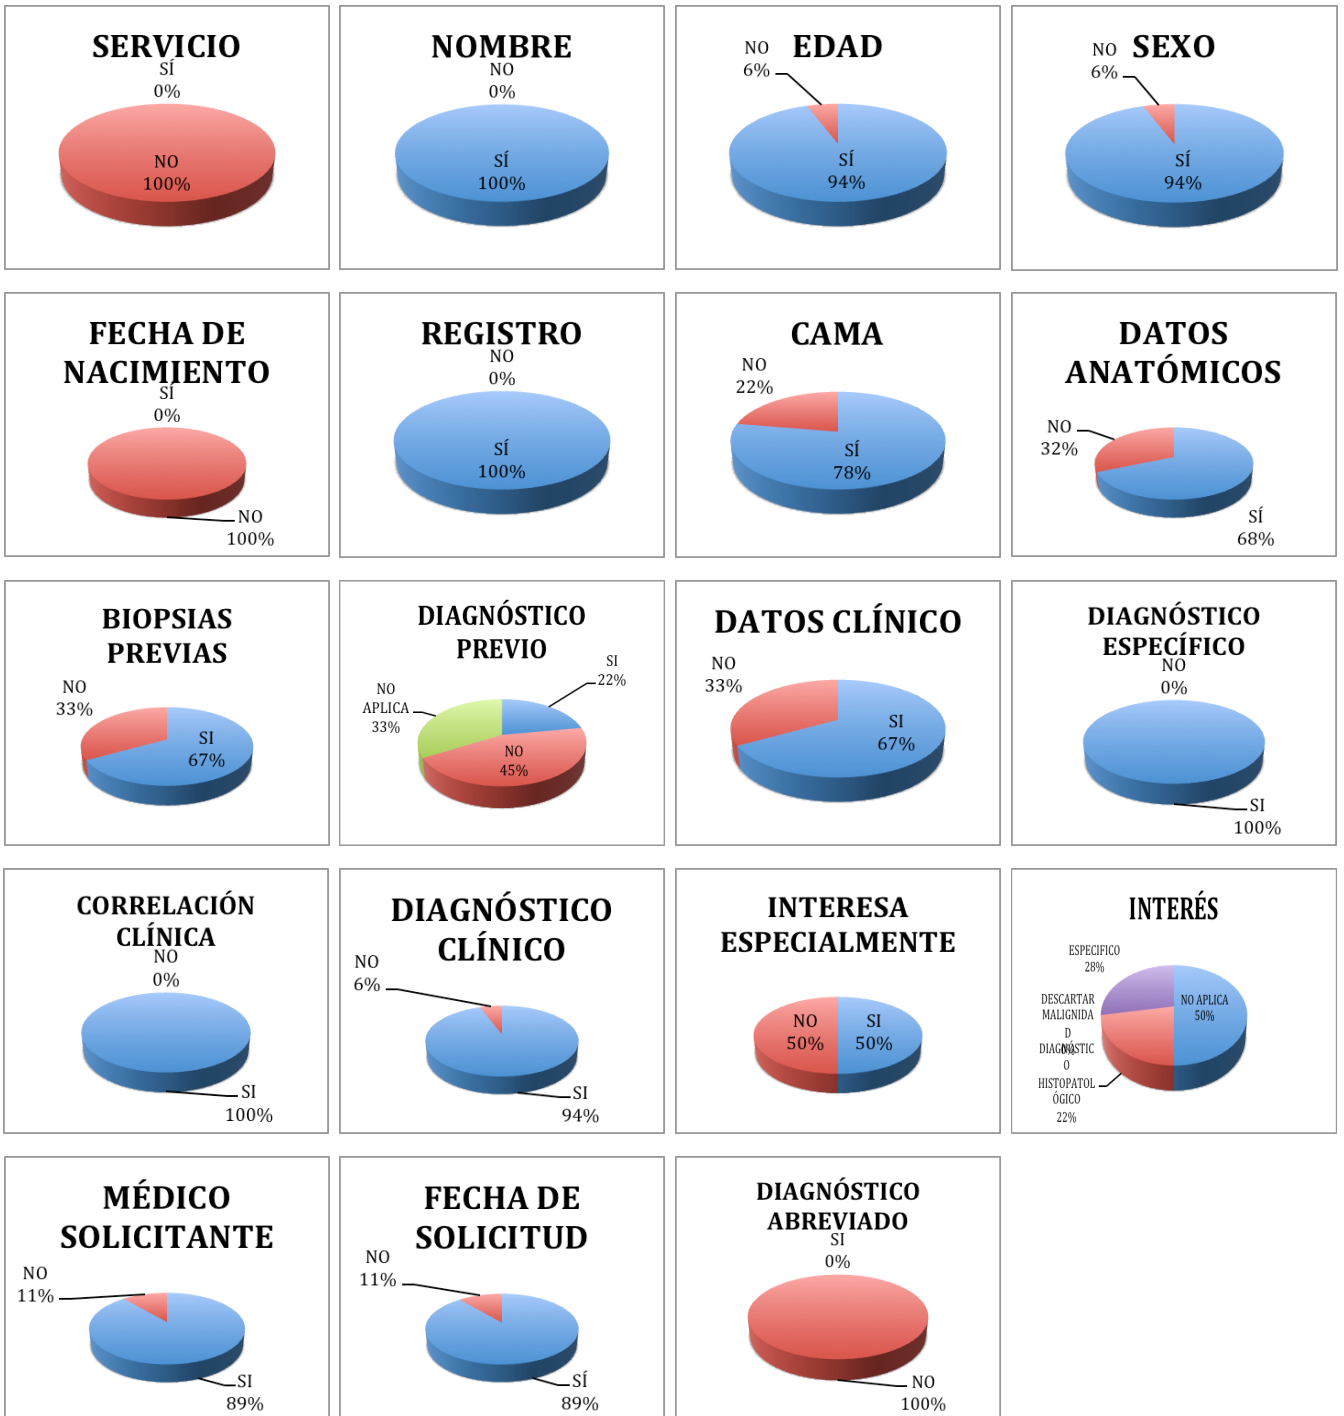 SERVICIO
SÍ
0%
NO
100%
NOMBRE
NO
0%
SÍ
100%
EDAD
NO
6%
SÍ
94%
SEXO
NO
6%
SÍ
94%
FECHA DE
NACIMIENTO
SÍ
0%
NO
100%
REGISTRO
NO
0%
SÍ
100%
CAMA
NO
22%
SÍ
78%
DATOS
ANATÓMICOS
NO
32%
SÍ
68%
BIOPSIAS
PREVIAS
NO
33%
SI
67%
DIAGNÓSTICO
PREVIO
SI
22%
NO
APLICA
33%
NO
45%
DATOS CLÍNICO
NO
33%
SI
67%
DIAGNÓSTICO
ESPECÍFICO
NO
0%
SI
100%
CORRELACIÓN
CLÍNICA
NO
0%
SI
100%
DIAGNÓSTICO
CLÍNICO
NO
6%
SI
94%
INTERESA
ESPECIALMENTE
NO
50%
SI
50%
INTERÉS
ESPECIFICO
28%
NO APLICA
50%
DESCARTAR
MALIGNIDA
D
0%
DIAGNÓSTIC
O
HISTOPATOL
ÓGICO
22%
MÉDICO
SOLICITANTE
NO
11%
SI
89%
FECHA DE
SOLICITUD
NO
11%
SÍ
89%
DIAGNÓSTICO
ABREVIADO
SI
0%
NO
100%